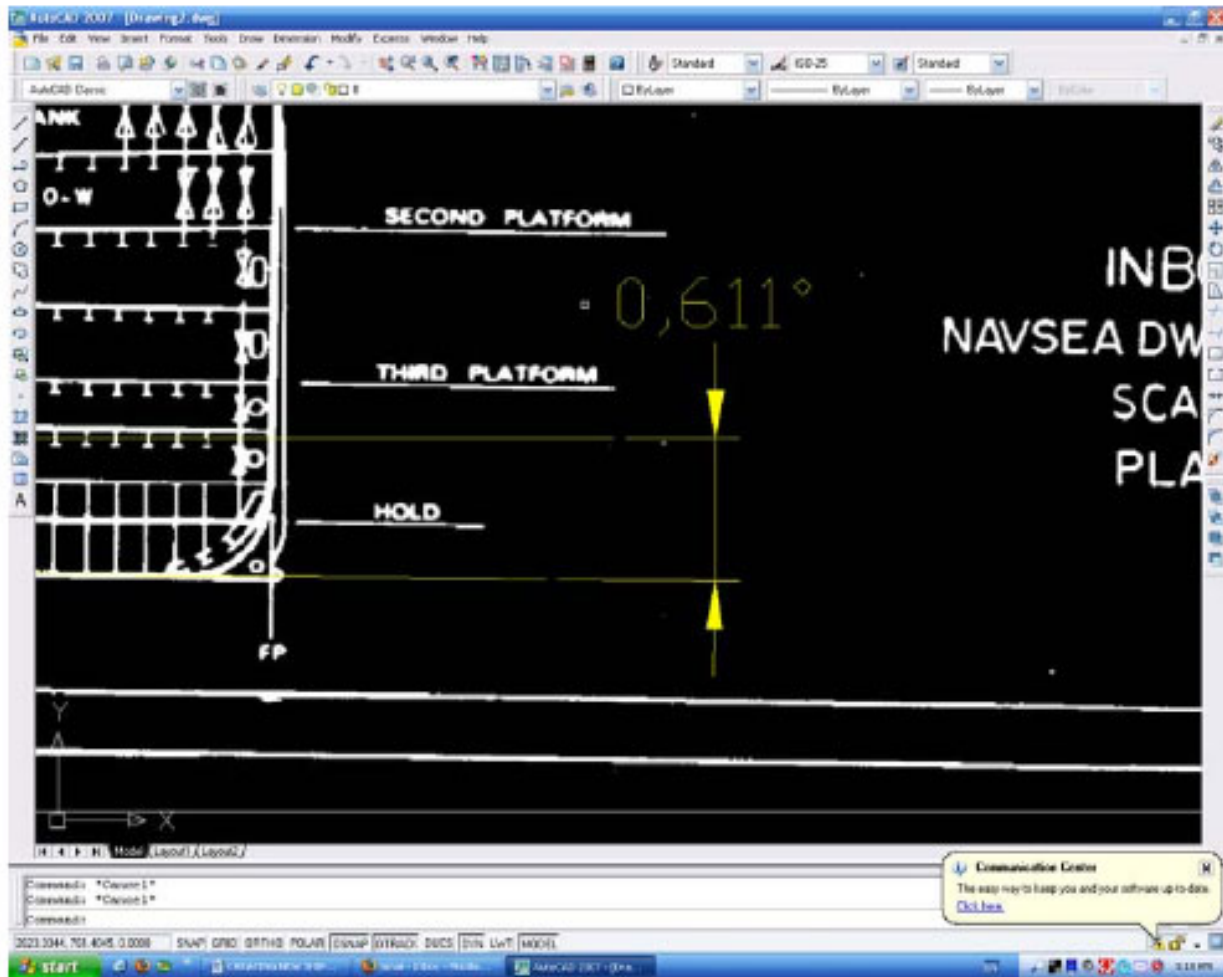 AutoCAD 2007 - [Drawing2.dwg]
File Edit View Insert Format Tools Draw Dimension Modify Express Window Help
Standard ISO-25 Standard
AutoCAD Classic ByLayer ByLayer ByLayer ByColor
ANK
O-W
SECOND PLATFORM
0,611°
INB
NAVSEA DW
THIRD PLATFORM
SCA
PLA
HOLD
FP
Y
X
Model Layout1 Layout2
Command: *Cancel*
Command: *Cancel*
Command:
Communication Center
The easy way to keep you and your software up to date.
Click here.
SNAP GRID ORTHO POLAR OSNAP OTRACK DUCS DYN LWT MODEL
start